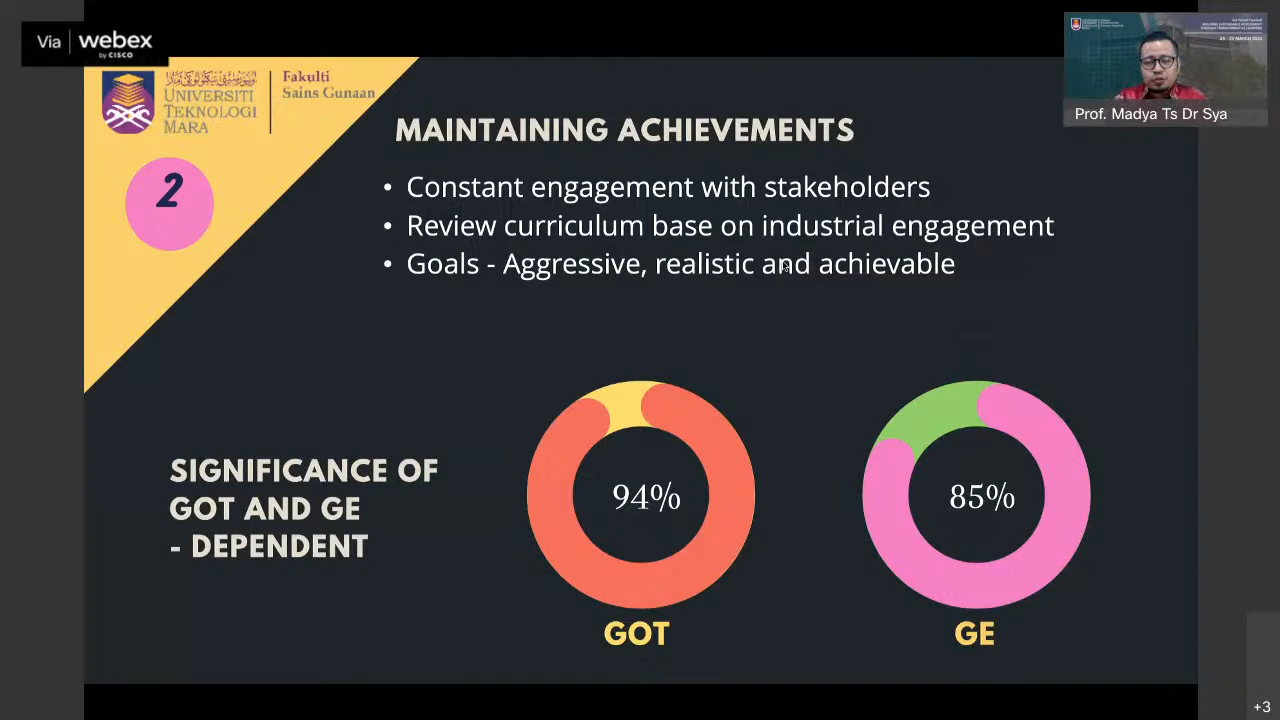 Via webex
by CISCO
UNIVERSITI
TEKNOLOGI
MARA
Fakulti
Sains Gunaan
Prof. Madya Ts Dr Sya
2
MAINTAINING ACHIEVEMENTS
• Constant engagement with stakeholders
• Review curriculum base on industrial engagement
• Goals - Aggressive, realistic and achievable
SIGNIFICANCE OF
GOT AND GE
- DEPENDENT
94%
GOT
85%
GE
+3